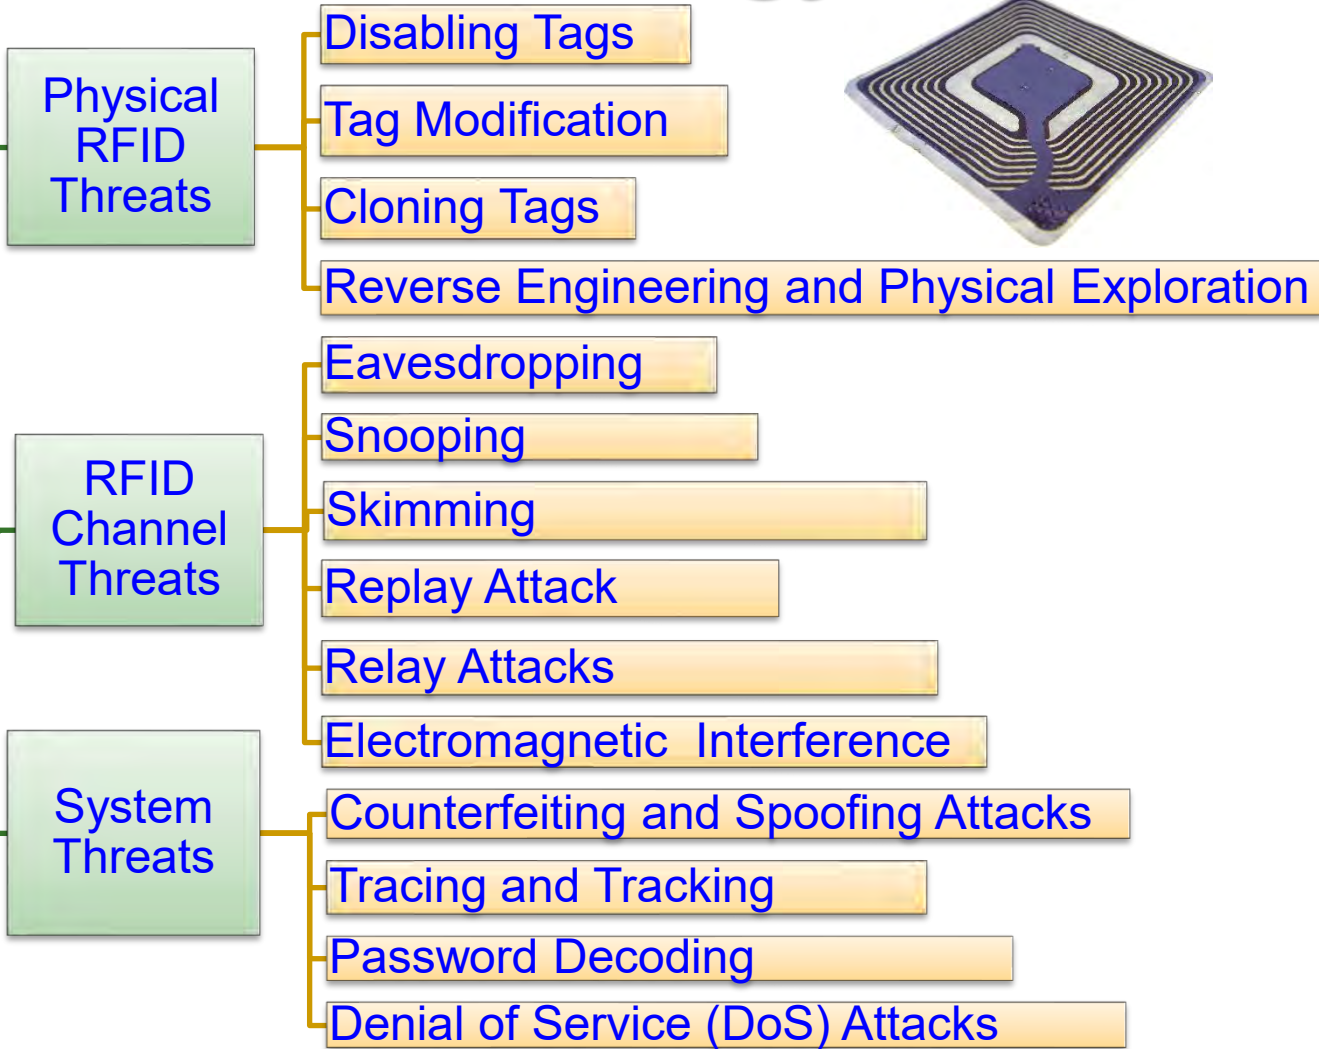 Physical
RFID
Threats
Disabling Tags
Tag Modification
Cloning Tags
Reverse Engineering and Physical Exploration
RFID
Channel
Threats
Eavesdropping
Snooping
Skimming
Replay Attack
Relay Attacks
Electromagnetic  Interference
System
Threats
Counterfeiting and Spoofing Attacks
Tracing and Tracking
Password Decoding
Denial of Service (DoS) Attacks